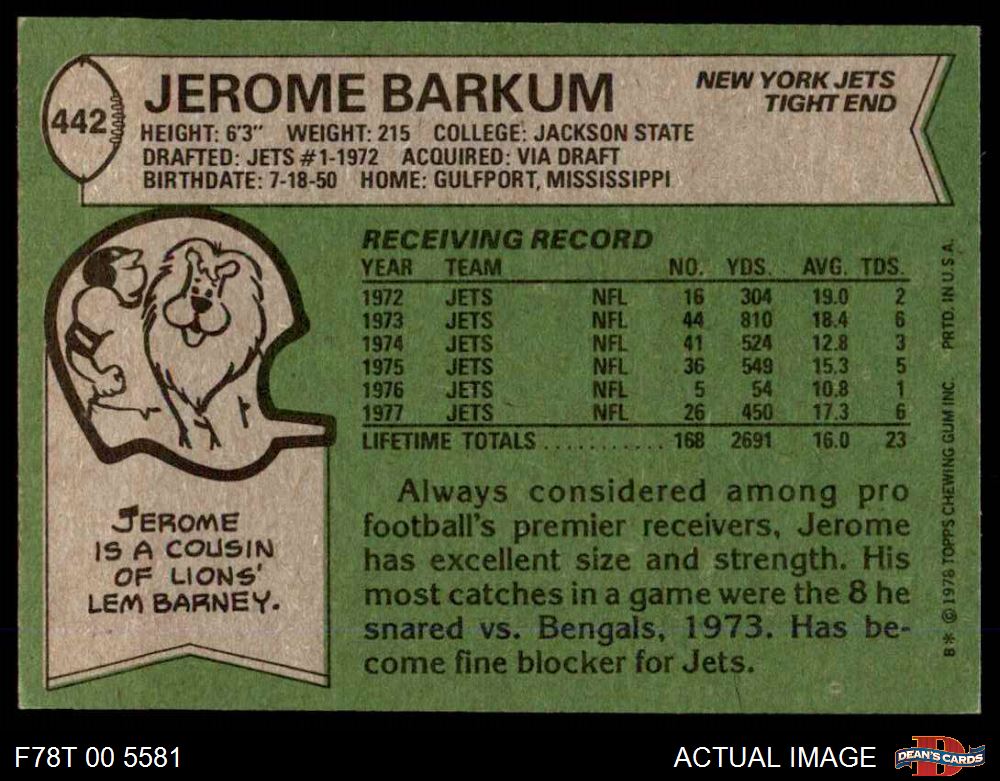 442
JEROME BARKUM
NEW YORK JETS
TIGHT END
HEIGHT: 6'3" WEIGHT: 215 COLLEGE: JACKSON STATE
DRAFTED: JETS #1-1972 ACQUIRED: VIA DRAFT
BIRTHDATE: 7-18-50 HOME: GULFPORT, MISSISSIPPI
JEROME
IS A COUSIN
OF LIONS'
LEM BARNEY.
RECEIVING RECORD
YEAR TEAM NO. YDS. AVG. TDS.
1972 JETS NFL 16 304 19.0 2
1973 JETS NFL 44 810 18.4 6
1974 JETS NFL 41 524 12.8 3
1975 JETS NFL 36 549 15.3 5
1976 JETS NFL 5 54 10.8 1
1977 JETS NFL 26 450 17.3 6
LIFETIME TOTALS........... 168 2691 16.0 23
Always considered among pro
football's premier receivers, Jerome
has excellent size and strength. His
most catches in a game were the 8 he
snared vs. Bengals, 1973. Has be-
come fine blocker for Jets.
B* © 1978 TOPPS CHEWING GUM INC. PRTD. IN U.S.A.
F78T 00 5581
ACTUAL IMAGE
D
DEAN'S CARDS